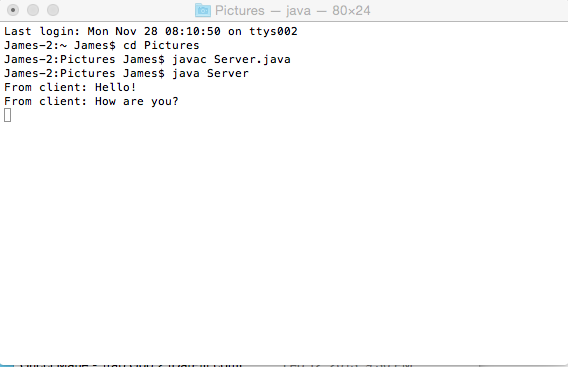 Pictures — java — 80×24
Last login: Mon Nov 28 08:10:50 on ttys002
James-2:~ James$ cd Pictures
James-2:Pictures James$ javac Server.java
James-2:Pictures James$ java Server
From client: Hello!
From client: How are you?